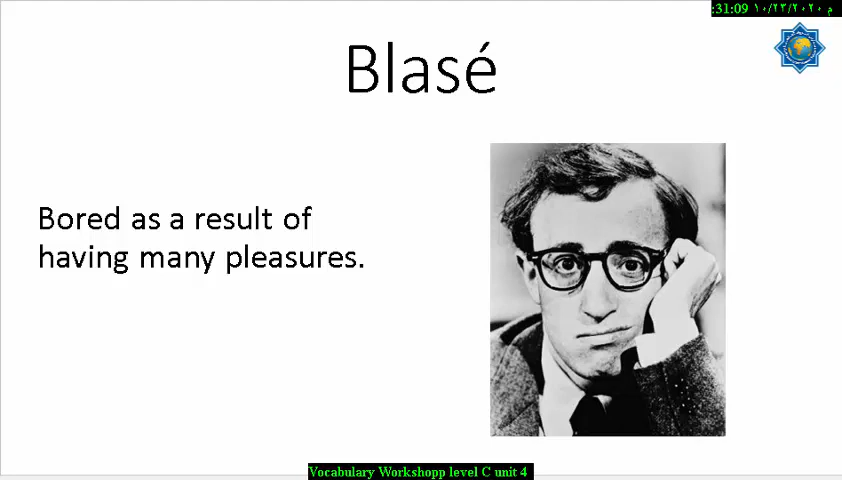 :31:09 ١٠/٢٣/٢٠٢٠ م
Blasé
Bored as a result of
having many pleasures.
Vocabulary Workshopp level C unit 4